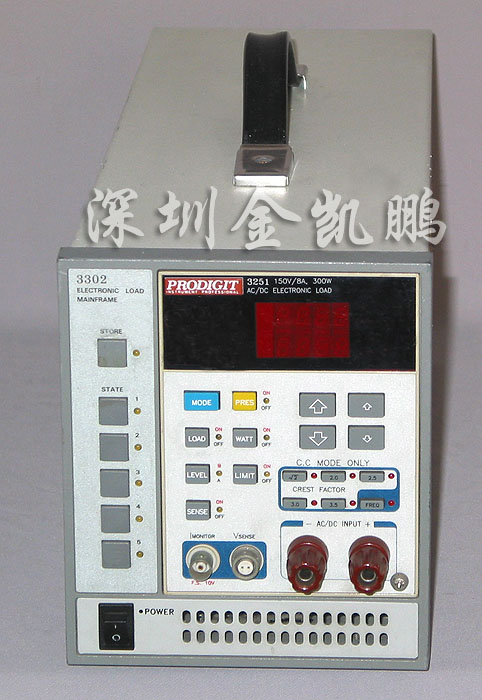 深圳金凯鹏
3302
ELECTRONIC LOAD
MAINFRAME
PRODIGIT
INSTRUMENT PROFESSIONAL
3251 150V/8A, 300W
AC/DC ELECTRONIC LOAD
STORE
STATE
1
2
3
4
5
MODE
PRES
ON
OFF
LOAD
ON
OFF
WATT
ON
OFF
LEVEL
B
A
LIMIT
ON
OFF
SENSE
ON
OFF
C.C MODE ONLY
√2
2.0
2.5
CREST FACTOR
3.0
3.5
FREQ
- AC/DC INPUT +
IMONITOR
VSENSE
F.S. 10V
POWER